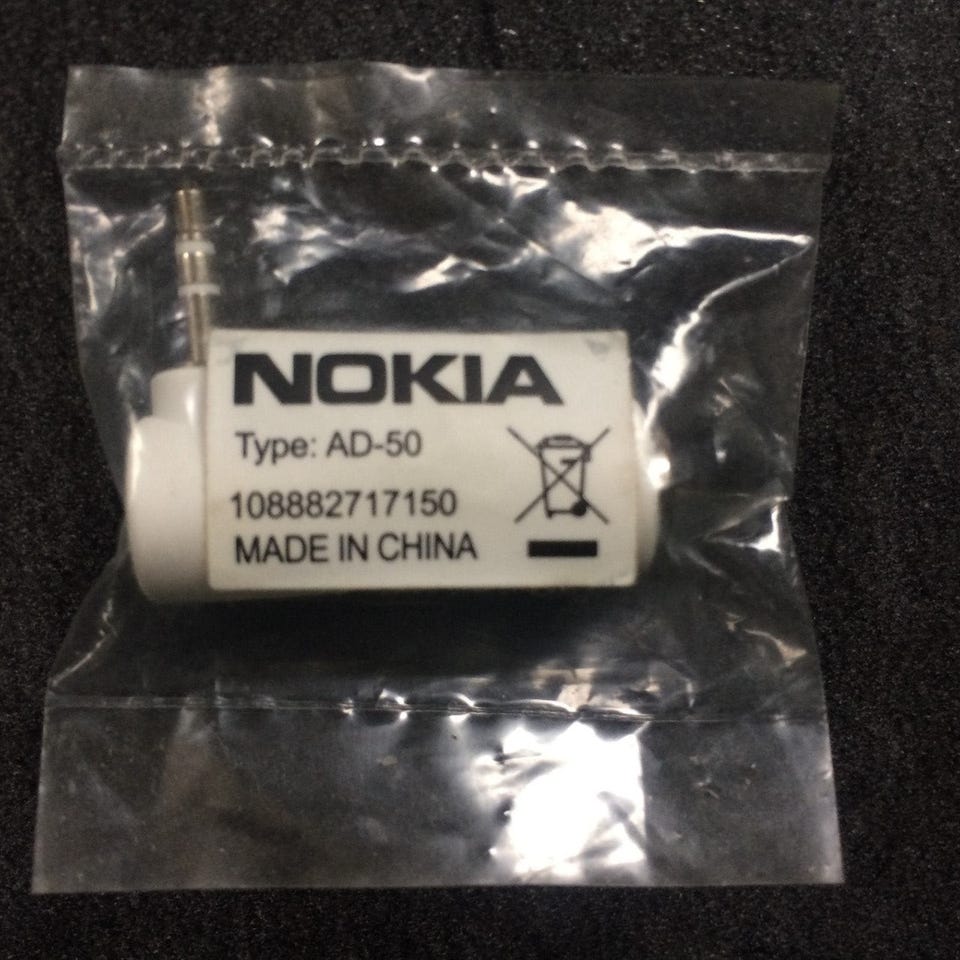 NOKIA
Type: AD-50
108882717150
MADE IN CHINA